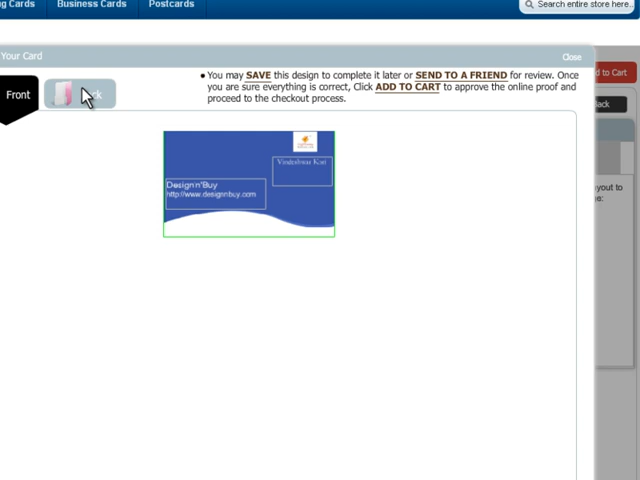 ng Cards
Business Cards
Postcards
Search entire store here..
Your Card
Close
Front
ck
• You may SAVE this design to complete it later or SEND TO A FRIEND for review. Once
you are sure everything is correct, Click ADD TO CART to approve the online proof and
proceed to the checkout process.
d to Cart
ack
yout to
e:
Design'n'Buy
http://www.designnbuy.com